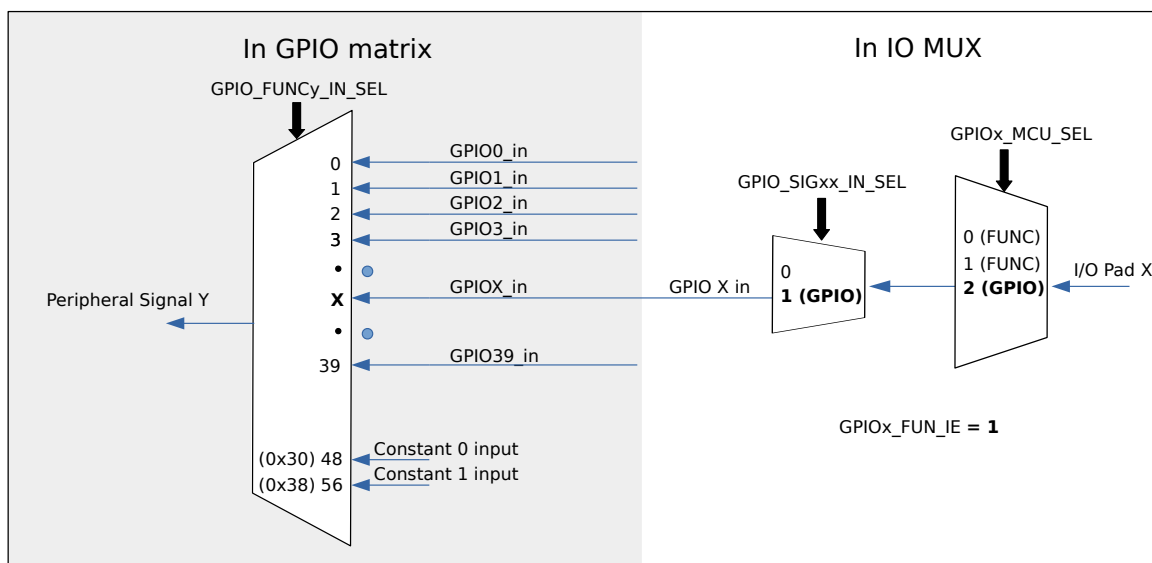 In GPIO matrix
In IO MUX
GPIO_FUNCy_IN_SEL
GPIOx_MCU_SEL
GPIO_SIGxx_IN_SEL
0
GPIO0_in
1
GPIO1_in
2
GPIO2_in
3
GPIO3_in
X
GPIOX_in
GPIO X in
39
GPIO39_in
Peripheral Signal Y
0
1 (GPIO)
0 (FUNC)
1 (FUNC)
2 (GPIO)
I/O Pad X
GPIOx_FUN_IE = 1
(0x30) 48
Constant 0 input
(0x38) 56
Constant 1 input